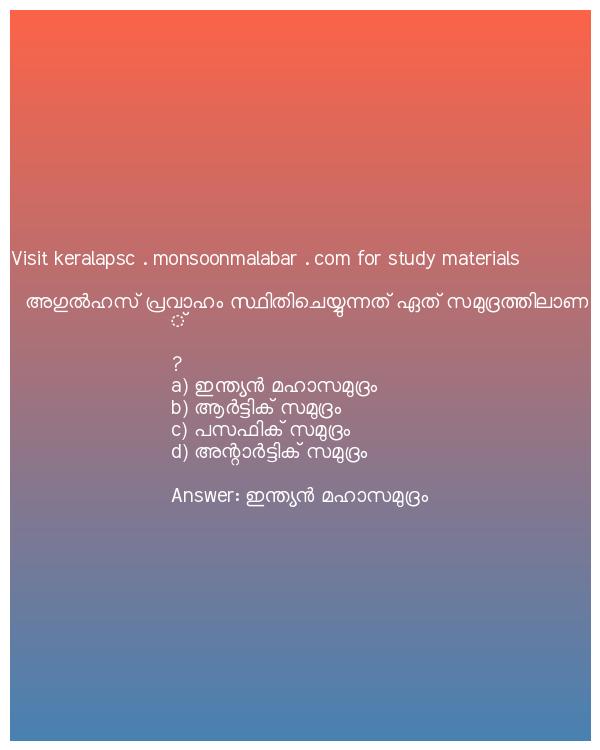 Visit keralapsc . monsoonmalabar . com for study materials
അഗുൽഹസ് പ്രവാഹം സ്ഥിതിചെയ്യുന്നത് ഏത് സമുദ്രത്തിലാണ
്
?
a) ഇന്ത്യൻ മഹാസമുദ്രം
b) ആർട്ടിക് സമുദ്രം
c) പസഫിക് സമുദ്രം
d) അന്റാർട്ടിക് സമുദ്രം
Answer: ഇന്ത്യൻ മഹാസമുദ്രം